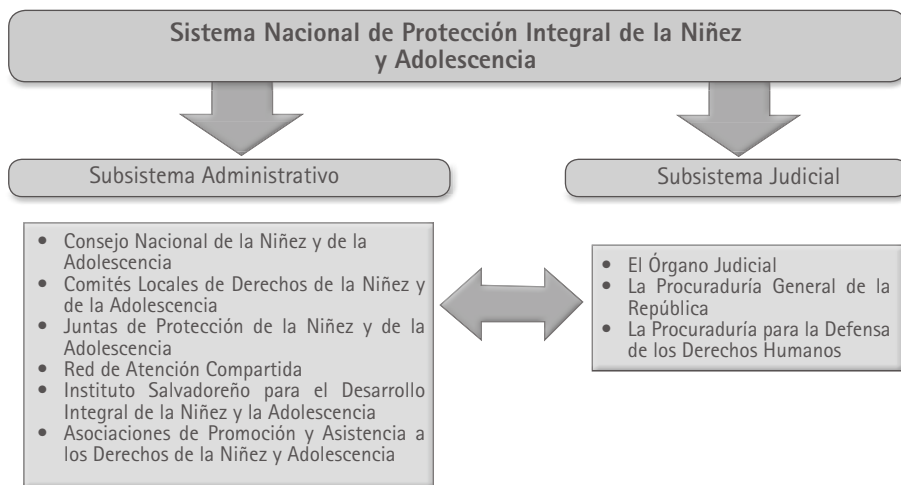 Sistema Nacional de Protección Integral de la Niñez
y Adolescencia
Subsistema Administrativo
Subsistema Judicial
• Consejo Nacional de la Niñez y de la
Adolescencia
• Comités Locales de Derechos de la Niñez y
de la Adolescencia
• Juntas de Protección de la Niñez y de la
Adolescencia
• Red de Atención Compartida
• Instituto Salvadoreño para el Desarrollo
Integral de la Niñez y la Adolescencia
• Asociaciones de Promoción y Asistencia a
los Derechos de la Niñez y Adolescencia
• El Órgano Judicial
• La Procuraduría General de la
República
• La Procuraduría para la Defensa
de los Derechos Humanos